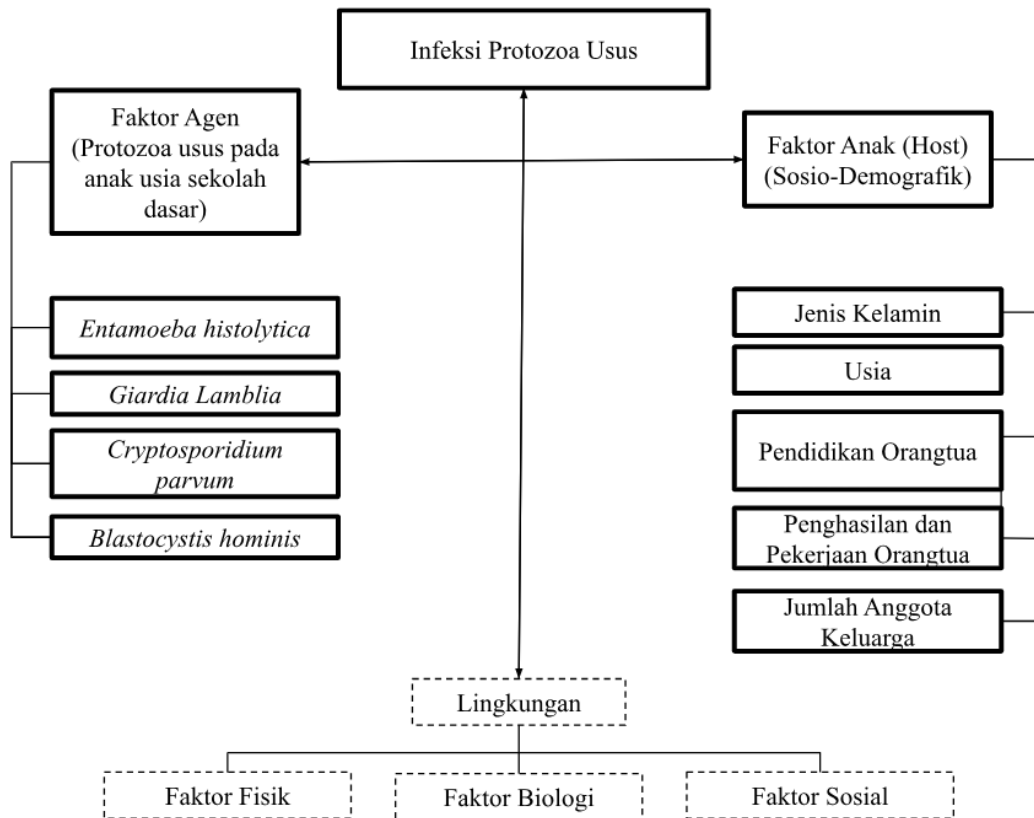 Infeksi Protozoa Usus
Faktor Agen
(Protozoa usus pada
anak usia sekolah
dasar)
Faktor Anak (Host)
(Sosio-Demografik)
Entamoeba histolytica
Giardia Lamblia
Cryptosporidium
parvum
Blastocystis hominis
Jenis Kelamin
Usia
Pendidikan Orangtua
Penghasilan dan
Pekerjaan Orangtua
Jumlah Anggota
Keluarga
Lingkungan
Faktor Fisik
Faktor Biologi
Faktor Sosial